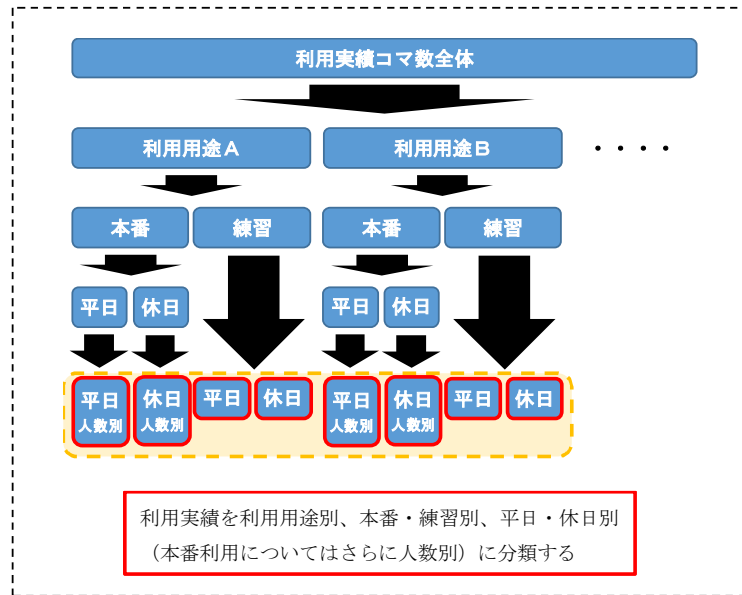 利用実績コマ数全体
利用用途A
利用用途B
・・・・
本番
練習
本番
練習
平日
休日
平日
休日
平日
人数別
休日
人数別
平日
休日
平日
人数別
休日
人数別
平日
休日
利用実績を利用用途別、本番・練習別、平日・休日別
（本番利用についてはさらに人数別）に分類する